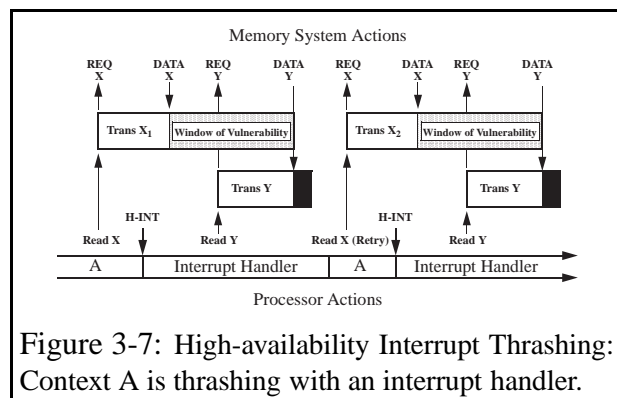 Memory System Actions
REQ X DATA X REQ Y DATA Y REQ X DATA X REQ Y DATA Y
Trans X1 Window of Vulnerability Trans X2 Window of Vulnerability
Trans Y Trans Y
H-INT H-INT
Read X Read Y Read X (Retry) Read Y
A Interrupt Handler A Interrupt Handler
Processor Actions
Figure 3-7: High-availability Interrupt Thrashing:
Context A is thrashing with an interrupt handler.